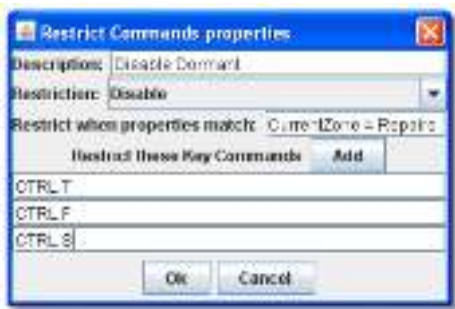 Restrict Commands properties
Description: Disable Dormant
Restriction: Disable
Restrict when properties match: CurrentZone = Repairs
Restrict these Key Commands Add
CTRL T
CTRL F
CTRL S
Ok Cancel